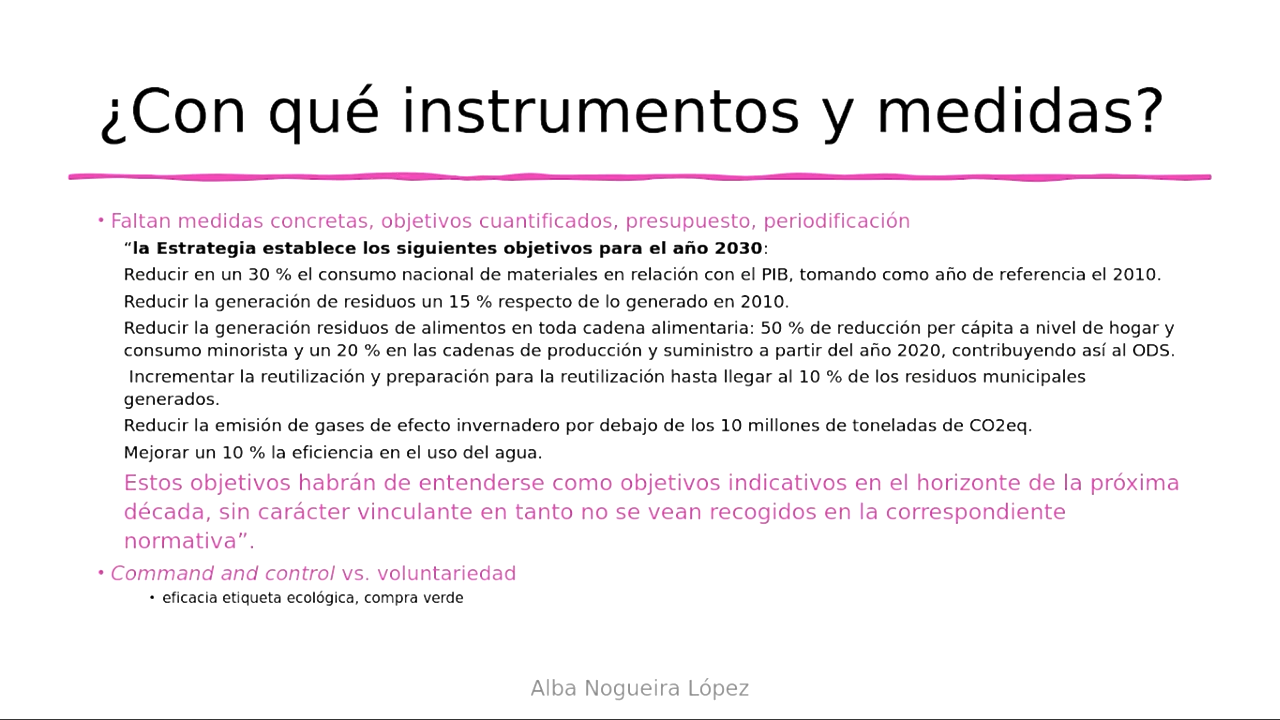 ¿Con qué instrumentos y medidas?
• Faltan medidas concretas, objetivos cuantificados, presupuesto, periodificación
“la Estrategia establece los siguientes objetivos para el año 2030:
Reducir en un 30 % el consumo nacional de materiales en relación con el PIB, tomando como año de referencia el 2010.
Reducir la generación de residuos un 15 % respecto de lo generado en 2010.
Reducir la generación residuos de alimentos en toda cadena alimentaria: 50 % de reducción per cápita a nivel de hogar y
consumo minorista y un 20 % en las cadenas de producción y suministro a partir del año 2020, contribuyendo así al ODS.
Incrementar la reutilización y preparación para la reutilización hasta llegar al 10 % de los residuos municipales
generados.
Reducir la emisión de gases de efecto invernadero por debajo de los 10 millones de toneladas de CO2eq.
Mejorar un 10 % la eficiencia en el uso del agua.
Estos objetivos habrán de entenderse como objetivos indicativos en el horizonte de la próxima
década, sin carácter vinculante en tanto no se vean recogidos en la correspondiente
normativa”.
• Command and control vs. voluntariedad
• eficacia etiqueta ecológica, compra verde
Alba Nogueira López